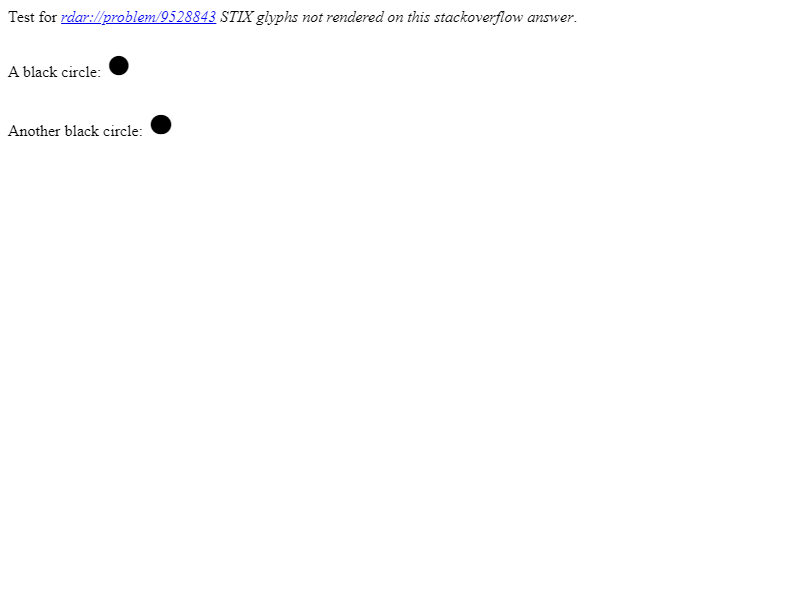 Test for rdar://problem/9528843 STIX glyphs not rendered on this stackoverflow answer.
A black circle: ●
Another black circle: ●